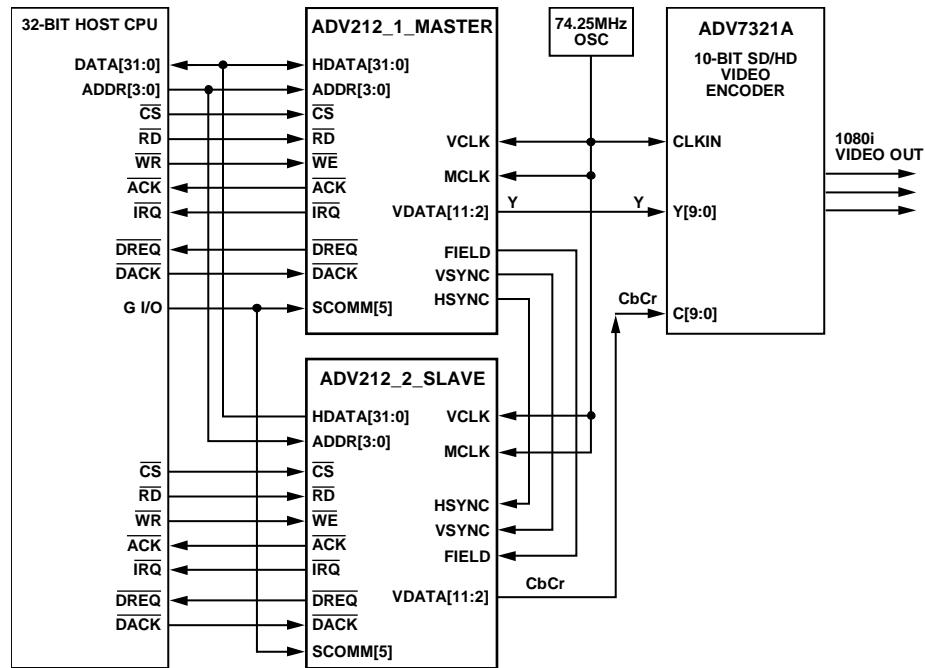 32-BIT HOST CPU
DATA[31:0]
ADDR[3:0]
CS
RD
WR
ACK
IRQ
DREQ
DACK
G I/O
CS
RD
WR
ACK
IRQ
DREQ
DACK
ADV212_1_MASTER
HDATA[31:0]
ADDR[3:0]
CS
RD
WE
ACK
IRQ
DREQ
DACK
SCOMM[5]
VCLK
MCLK
VDATA[11:2]
FIELD
VSYNC
HSYNC
ADV212_2_SLAVE
HDATA[31:0]
ADDR[3:0]
CS
RD
WE
ACK
IRQ
DREQ
DACK
SCOMM[5]
VCLK
MCLK
HSYNC
VSYNC
FIELD
VDATA[11:2]
74.25MHz
OSC
Y
Y
CbCr
CbCr
ADV7321A
10-BIT SD/HD
VIDEO
ENCODER
CLKIN
Y[9:0]
C[9:0]
1080i
VIDEO OUT